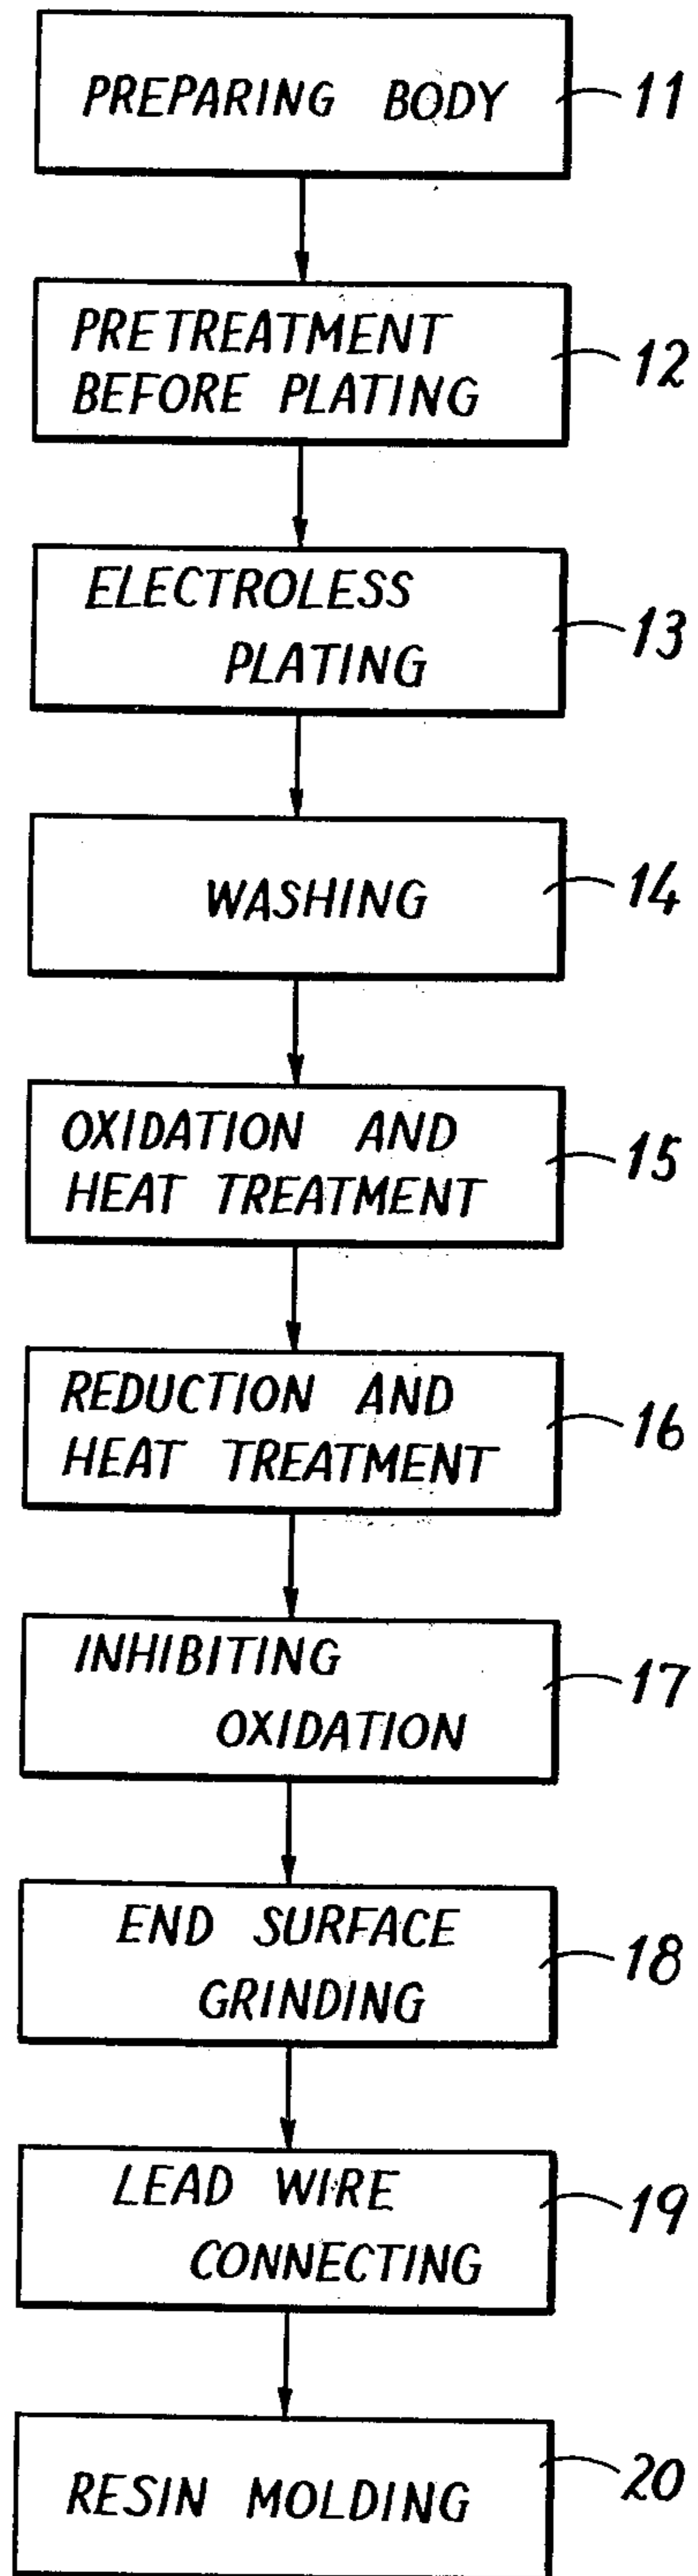 PREPARING BODY
11
PRETREATMENT
BEFORE PLATING
12
ELECTROLESS
PLATING
13
WASHING
14
OXIDATION AND
HEAT TREATMENT
15
REDUCTION AND
HEAT TREATMENT
16
INHIBITING
OXIDATION
17
END SURFACE
GRINDING
18
LEAD WIRE
CONNECTING
19
RESIN MOLDING
20